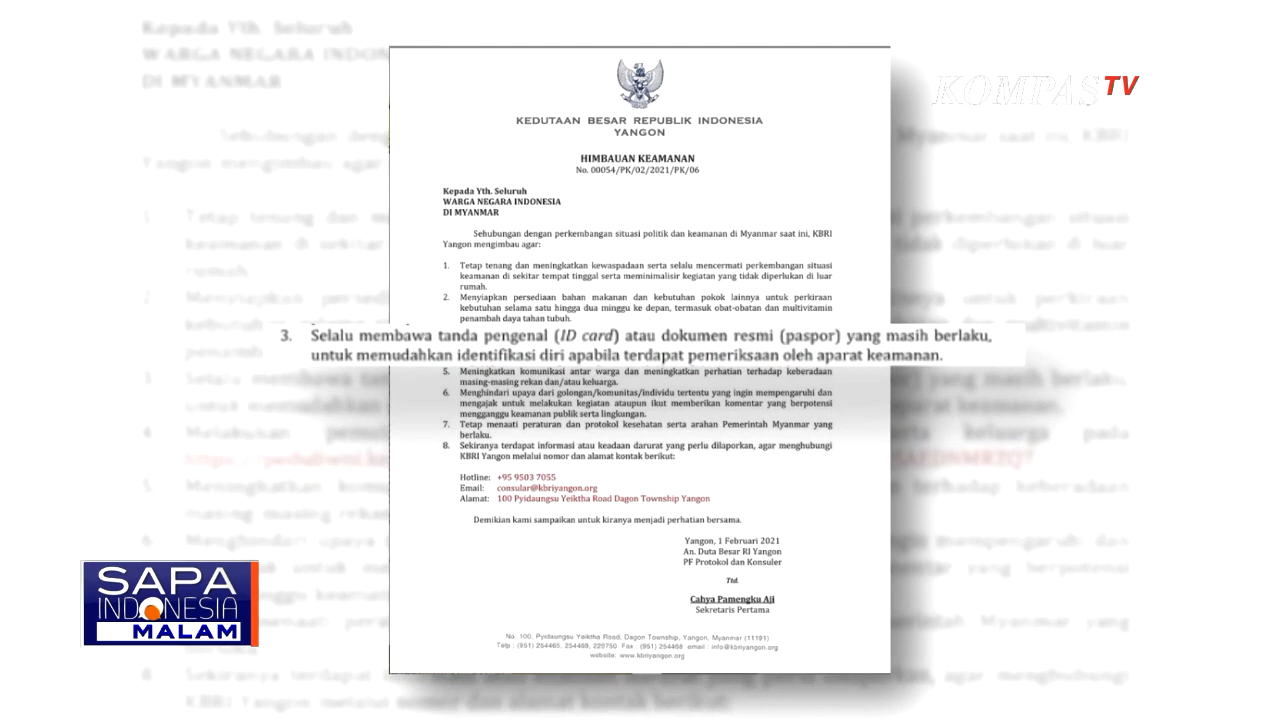 KOMPAS TV
KEDUTAAN BESAR REPUBLIK INDONESIA
YANGON
HIMBAUAN KEAMANAN
No. 00054/PK/02/2021/PK/06
Kepada Yth. Seluruh
WARGA NEGARA INDONESIA
DI MYANMAR
Sehubungan dengan perkembangan situasi politik dan keamanan di Myanmar saat ini, KBRI
Yangon mengimbau agar:
1. Tetap tenang dan meningkatkan kewaspadaan serta selalu mencermati perkembangan situasi
keamanan di sekitar tempat tinggal serta meminimalisir kegiatan yang tidak diperlukan di luar
rumah.
2. Menyiapkan persediaan bahan makanan dan kebutuhan pokok lainnya untuk perkiraan
kebutuhan selama satu hingga dua minggu ke depan, termasuk obat-obatan dan multivitamin
penambah daya tahan tubuh.
3. Selalu membawa tanda pengenal (ID card) atau dokumen resmi (paspor) yang masih berlaku,
untuk memudahkan identifikasi diri apabila terdapat pemeriksaan oleh aparat keamanan.
5. Meningkatkan komunikasi antar warga dan meningkatkan perhatian terhadap keberadaan
masing-masing rekan dan/atau keluarga.
6. Menghindari upaya dari golongan/komunitas/individu tertentu yang ingin mempengaruhi dan
mengajak untuk melakukan kegiatan ataupun ikut memberikan komentar yang berpotensi
mengganggu keamanan publik serta lingkungan.
7. Tetap menaati peraturan dan protokol kesehatan serta arahan Pemerintah Myanmar yang
berlaku.
8. Sekiranya terdapat informasi atau keadaan darurat yang perlu dilaporkan, agar menghubungi
KBRI Yangon melalui nomor dan alamat kontak berikut:
Hotline: +95 9503 7055
Email: consular@kbriyangon.org
Alamat: 100 Pyidaungsu Yeiktha Road Dagon Township Yangon
Demikian kami sampaikan untuk kiranya menjadi perhatian bersama.
Yangon, 1 Februari 2021
An. Duta Besar RI Yangon
PF Protokol dan Konsuler
Ttd.
Cahya Pamengku Aji
Sekretaris Pertama
No. 100, Pyidaungsu Yeiktha Road, Dagon Township, Yangon, Myanmar (11191)
Telp : (951) 254465, 254469, 229750 Fax : (951) 254468 email : info@kbriyangon.org
website: www.kbriyangon.org
SAPA
INDONESIA
MALAM